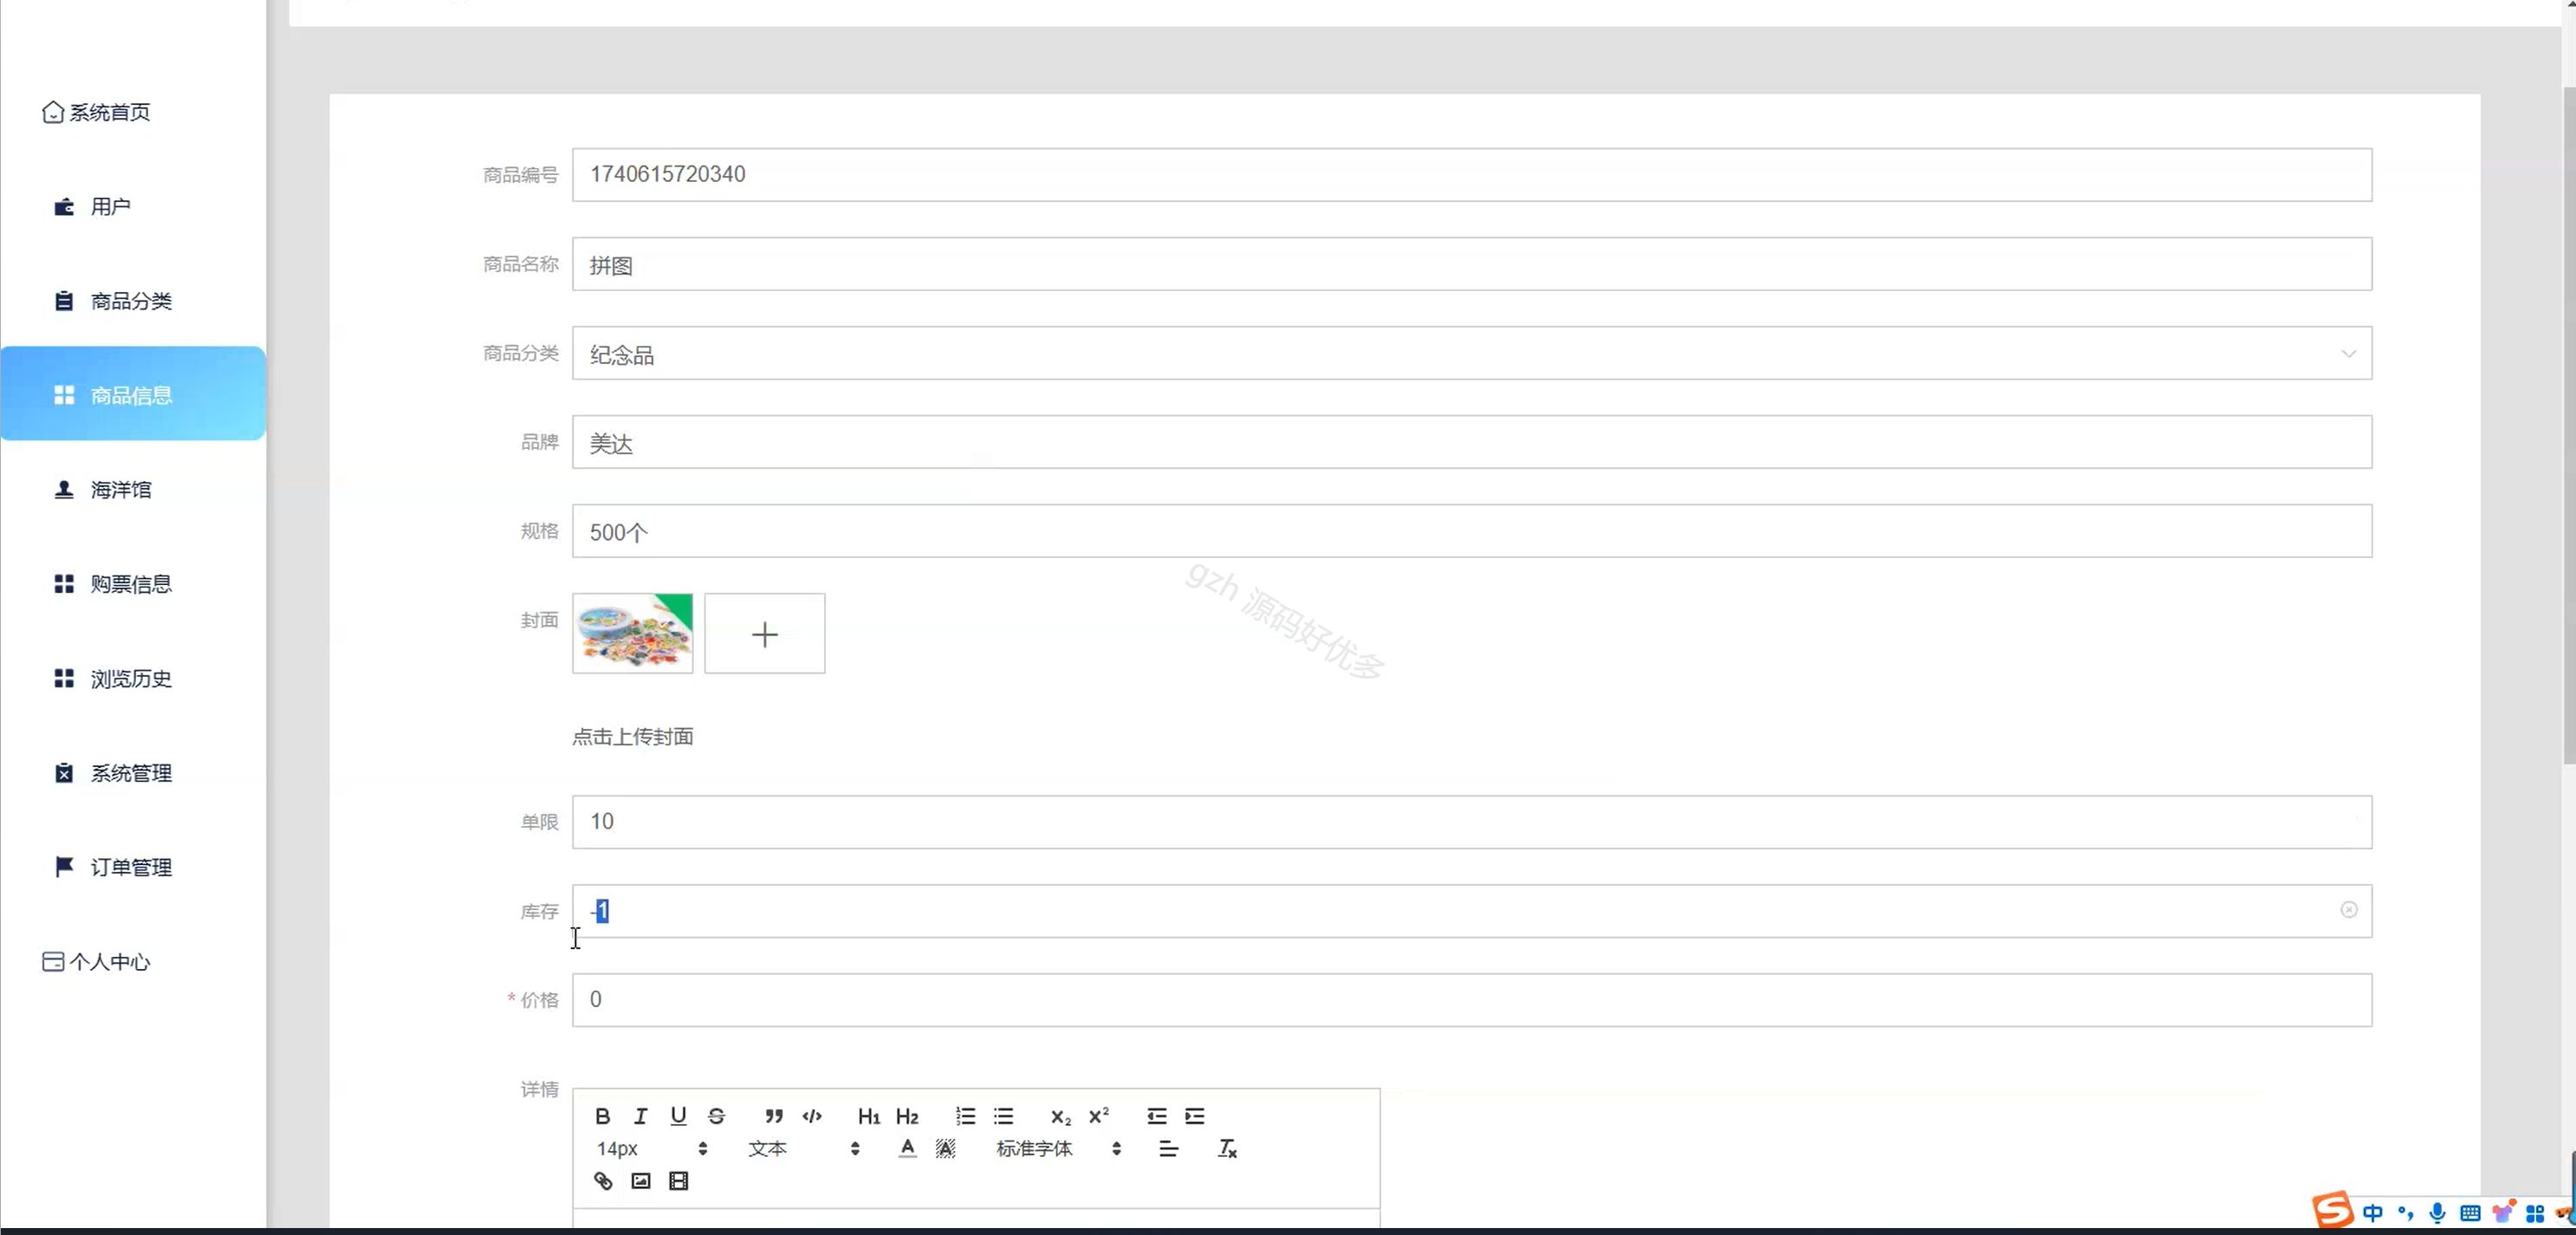 系统首页
用户
商品分类
商品信息
海洋馆
购票信息
浏览历史
系统管理
订单管理
个人中心
商品编号 1740615720340
商品名称 拼图
商品分类 纪念品
品牌 美达
规格 500个
封面
点击上传封面
单限 10
库存 -1
* 价格 0
详情
B I U S H1 H2 X2 X2
14px 文本 A A 标准字体 Tx
gzh 源码好优多
S 中